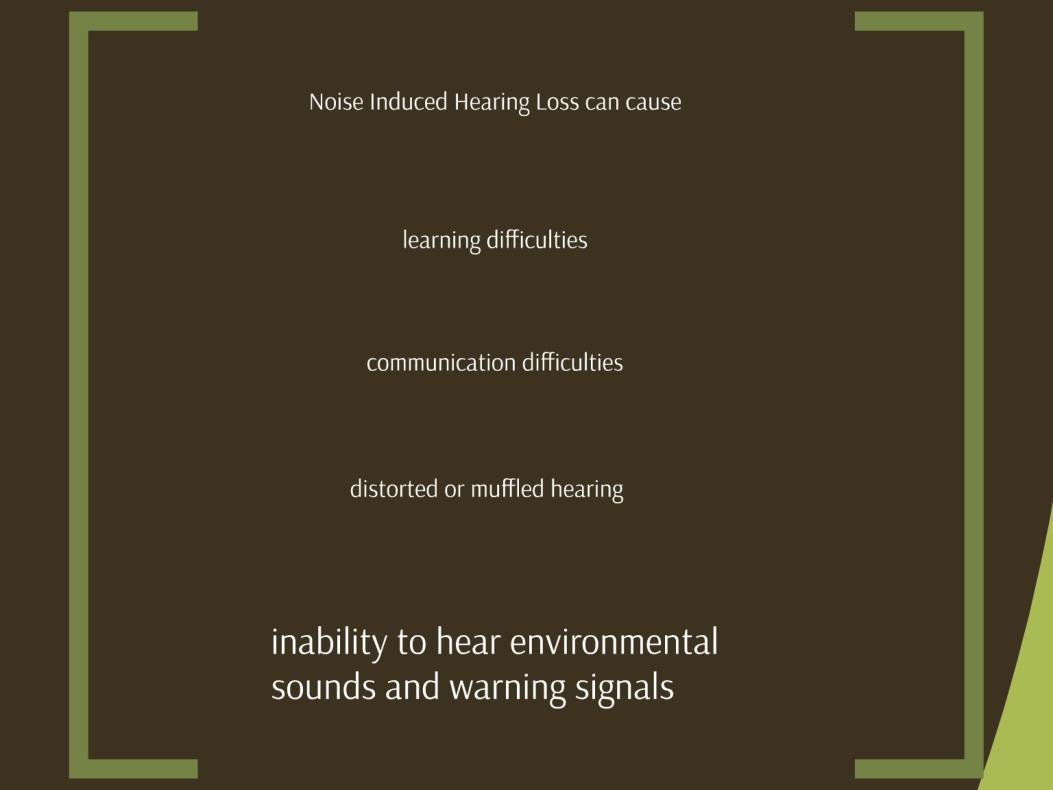 Noise Induced Hearing Loss can cause
learning difficulties
communication difficulties
distorted or muffled hearing
inability to hear environmental
sounds and warning signals